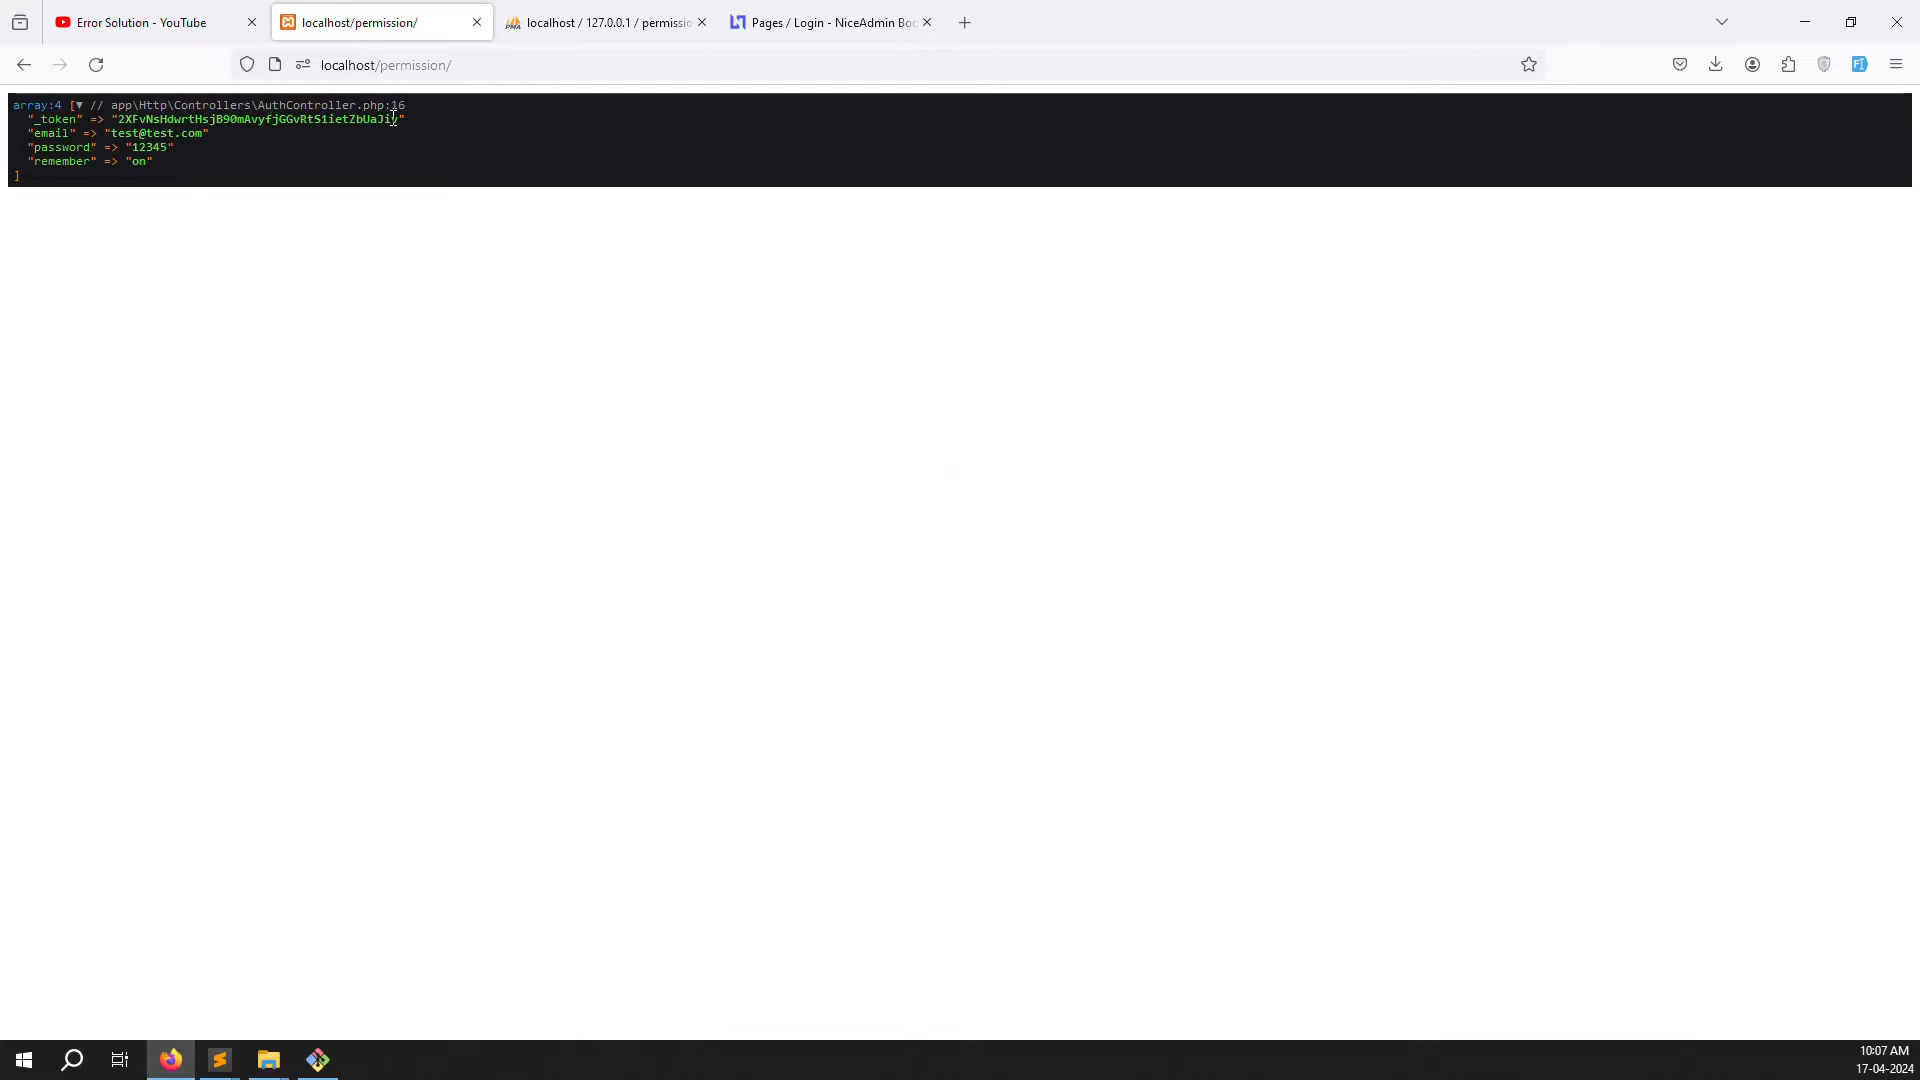 Error Solution - YouTube
localhost/permission/
localhost / 127.0.0.1 / permissio
Pages / Login - NiceAdmin Boo
localhost/permission/
array:4 [▼ // app\Http\Controllers\AuthController.php:16
"_token" => "2XFvNsHdwrtHsjB90mAvyfjGGvRtS1ietZbUaJiy"
"email" => "test@test.com"
"password" => "12345"
"remember" => "on"
]
10:07 AM
17-04-2024